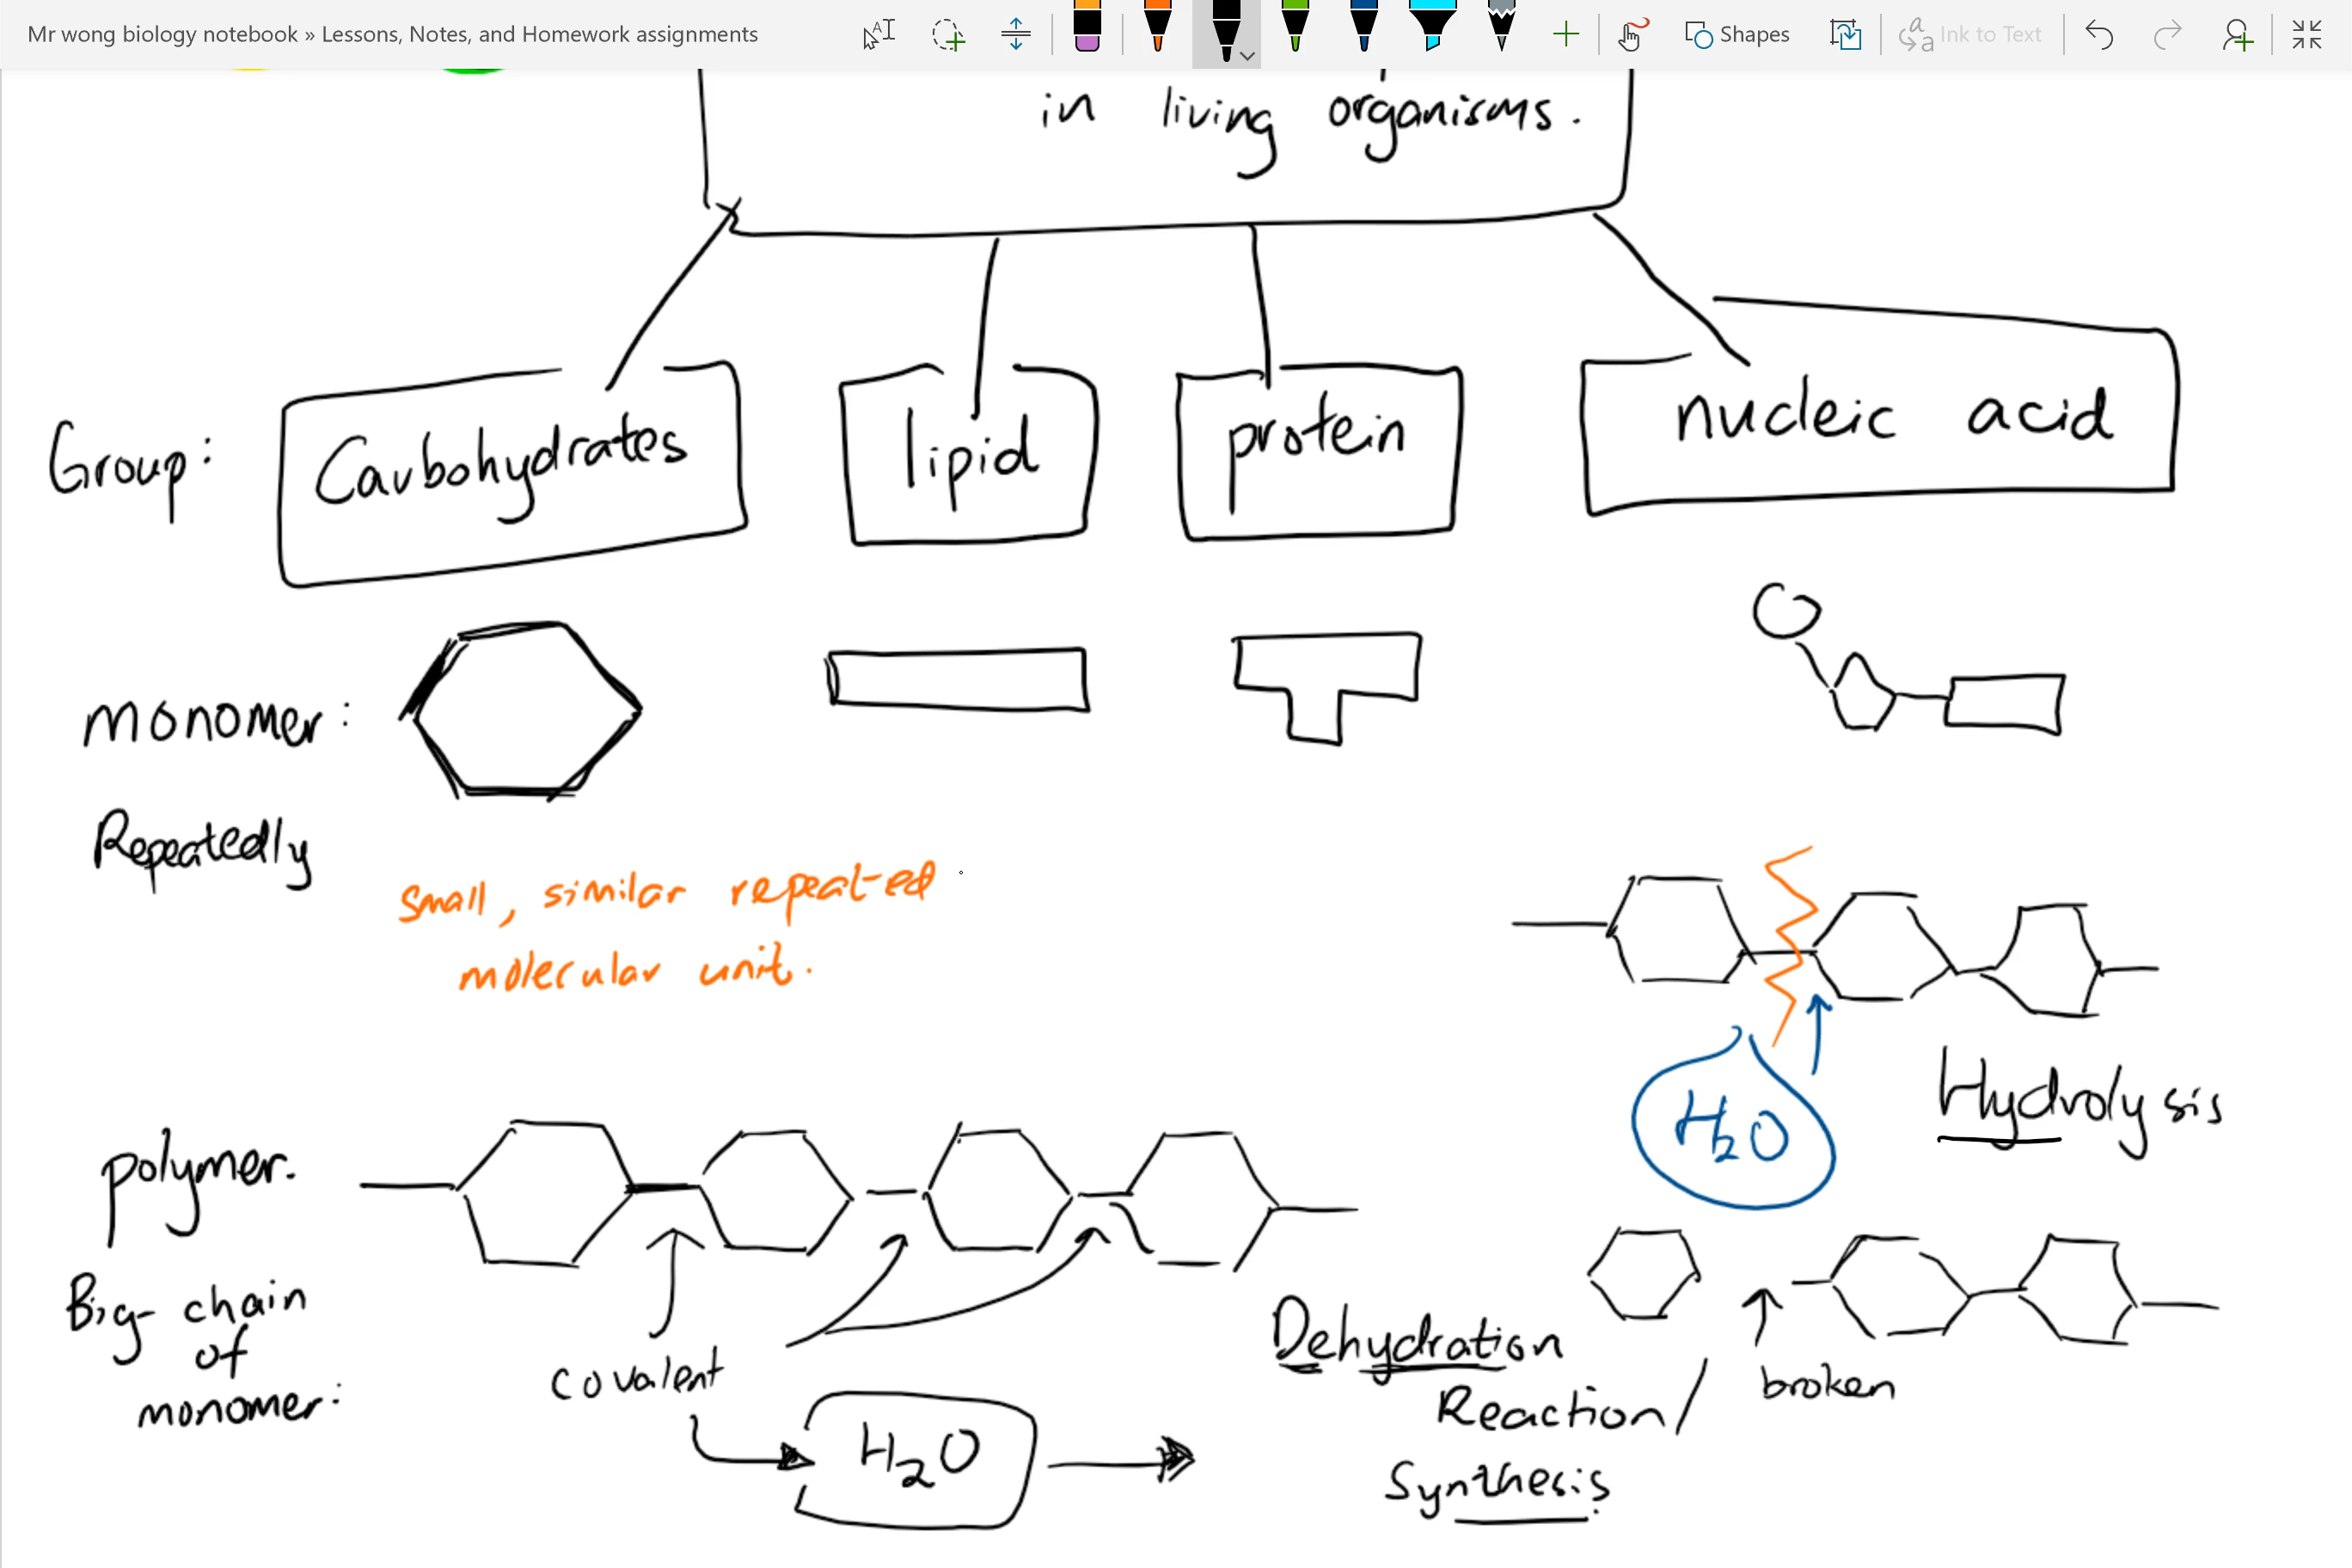 Mr wong biology notebook » Lessons, Notes, and Homework assignments
Shapes
Ink to Text
in living organisms.
Group: Carbohydrates lipid protein nucleic acid
monomer:
Repeatedly
small, similar repeated
molecular unit.
H2O
Hydrolysis
polymer.
Big chain
of
monomer:
covalent
H2O
Dehydration
Reaction/
Synthesis
broken